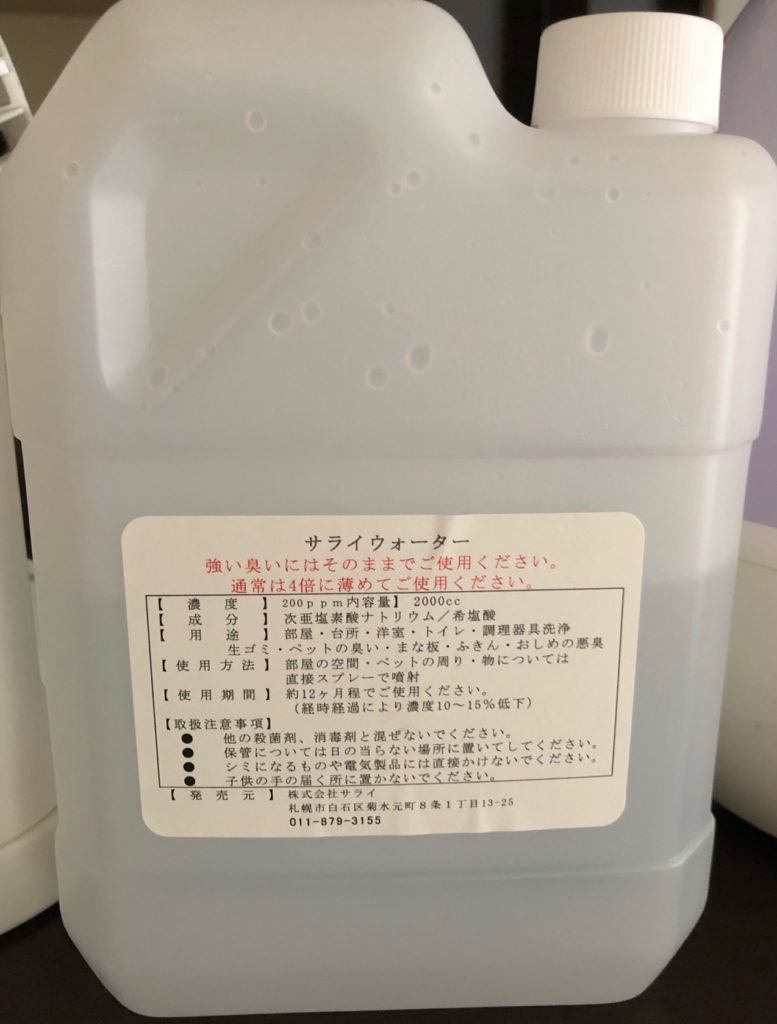 サライウォーター
強い臭いにはそのままでご使用ください。
通常は4倍に薄めてご使用ください。
【 濃 度 】 200ppm内容量】 2000cc
【 成 分 】 次亜塩素酸ナトリウム／希塩酸
【 用 途 】 部屋・台所・洋室・トイレ・調理器具洗浄
生ゴミ・ペットの臭い・まな板・ふきん・おしめの悪臭
【使用方法】 部屋の空間・ペットの周り・物については
直接スプレーで噴射
【使用期間】 約12ヶ月程でご使用ください。
（経時経過により濃度10～15%低下）
【取扱注意事項】
● 他の殺菌剤、消毒剤と混ぜないでください。
● 保管については日の当らない場所に置いてしてください。
● シミになるものや電気製品には直接かけないでください。
● 子供の手の届く所に置かないでください。
【 発 売 元 】 株式会社サライ
札幌市白石区菊水元町８条１丁目13-25
011-879-3155